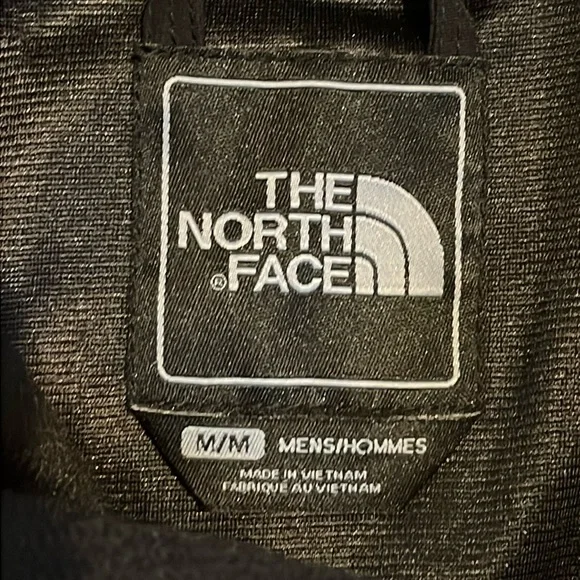 THE
NORTH
®FACE
M/M MENS/HOMMES
MADE IN VIETNAM
FABRIQUE AU VIETNAM